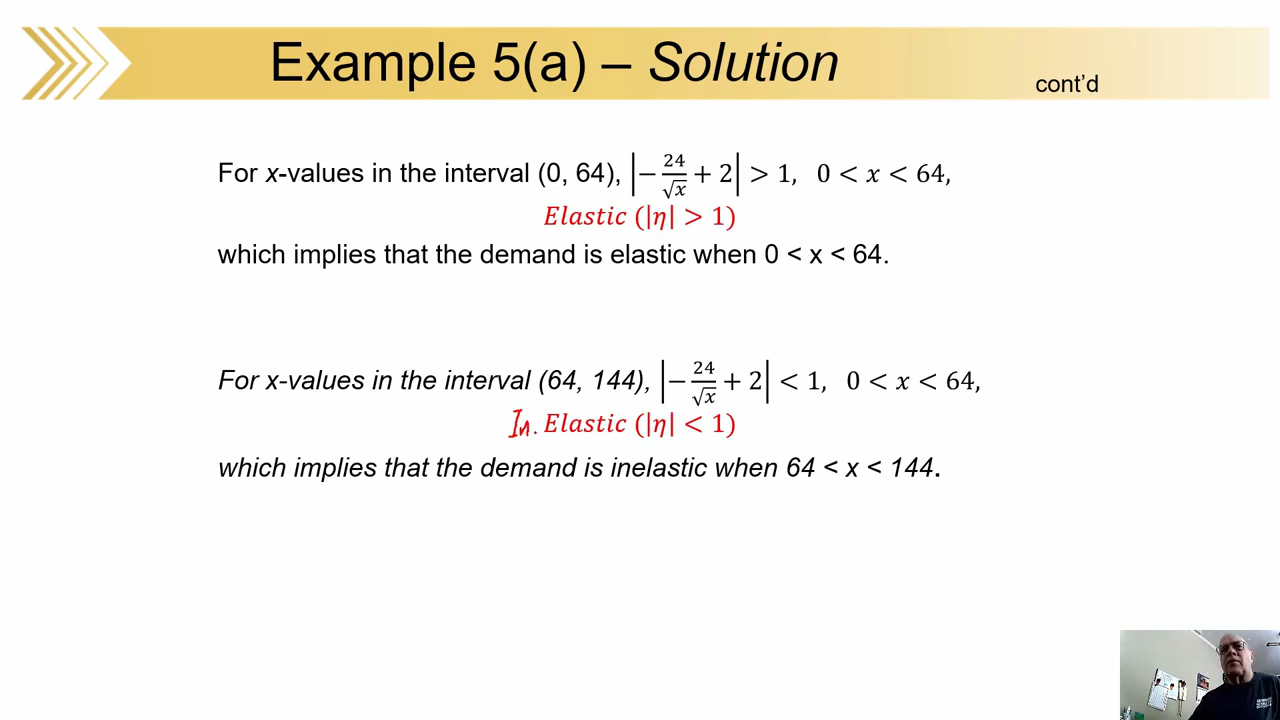 Example 5(a) – Solution
cont’d
For x-values in the interval (0, 64), |−24/√x + 2| > 1, 0 < x < 64,
Elastic (|η| > 1)
which implies that the demand is elastic when 0 < x < 64.
For x-values in the interval (64, 144), |−24/√x + 2| < 1, 0 < x < 64,
In. Elastic (|η| < 1)
which implies that the demand is inelastic when 64 < x < 144.